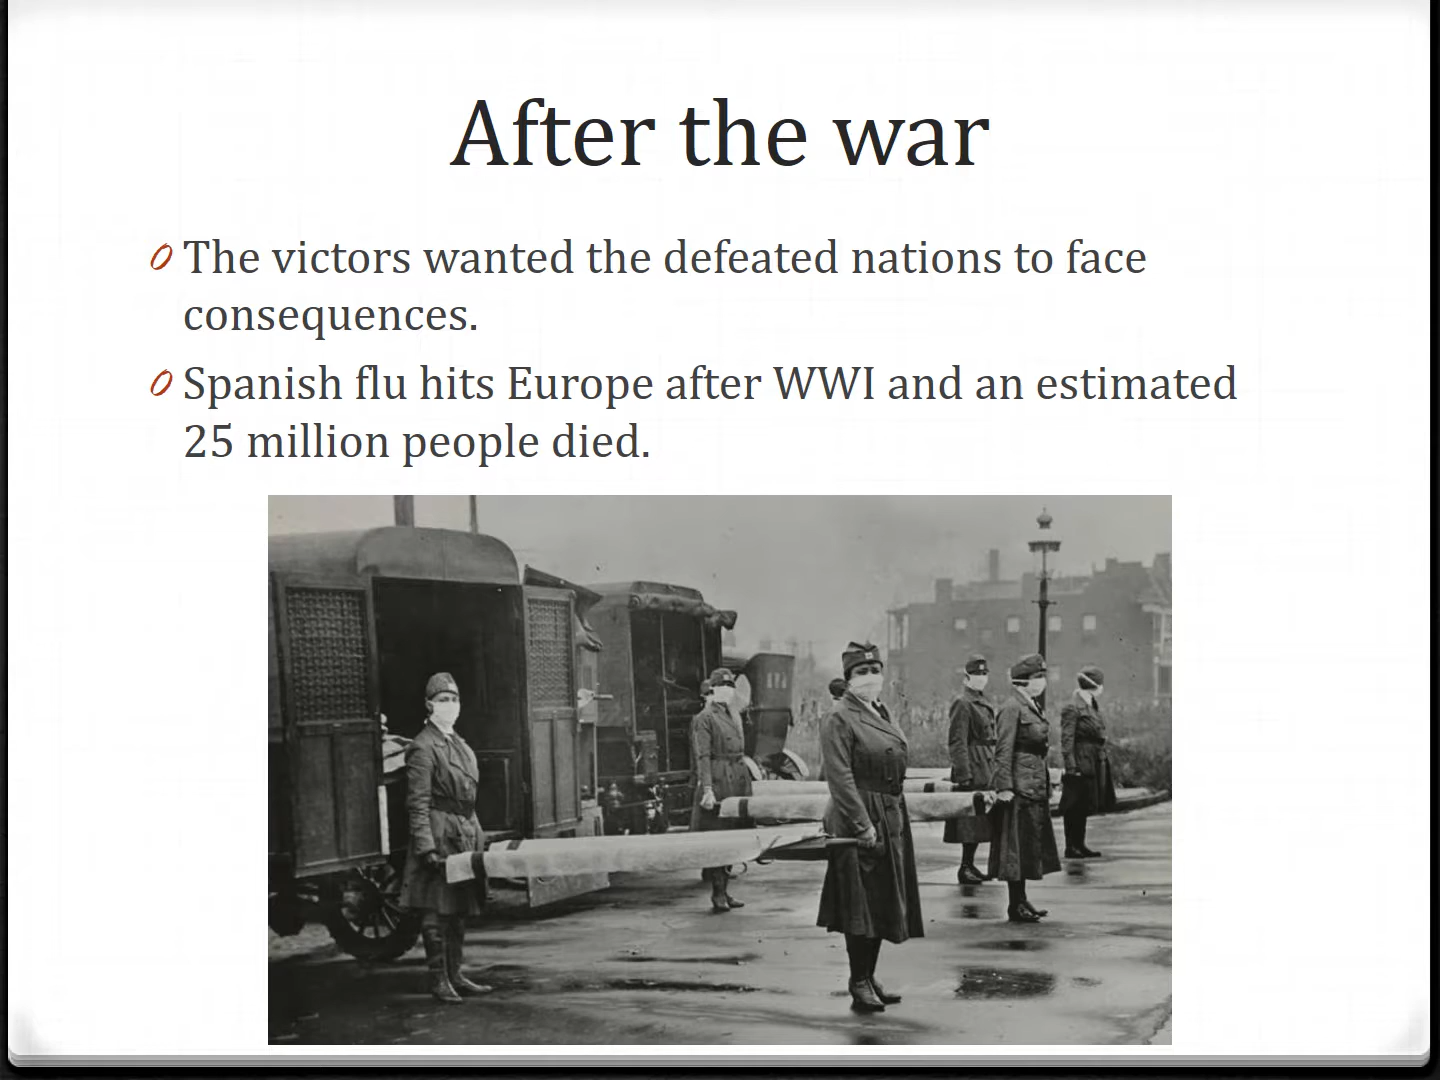 After the war
The victors wanted the defeated nations to face
consequences.
Spanish flu hits Europe after WWI and an estimated
25 million people died.